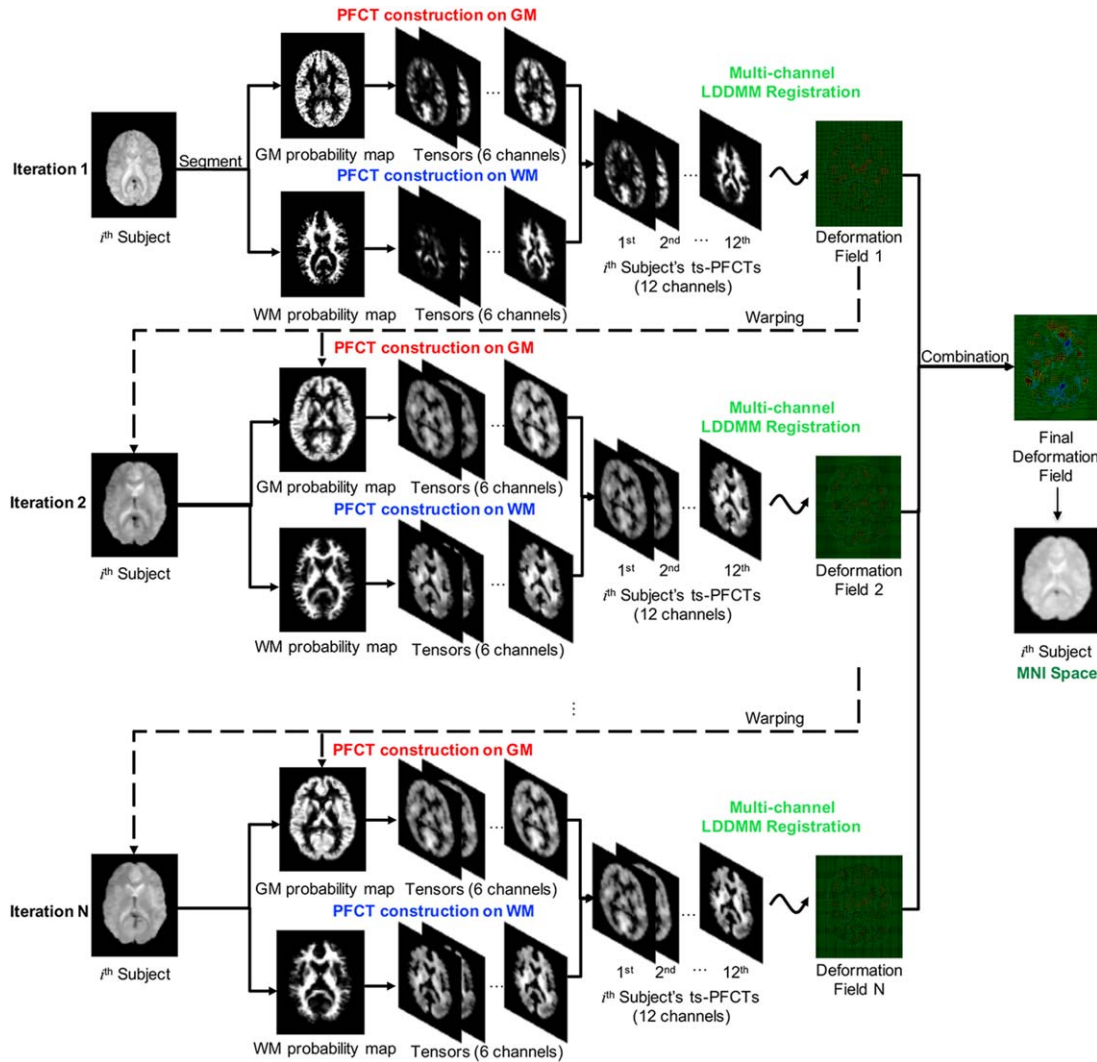 PFCT construction on GM
Multi-channel
LDDMM Registration
Iteration 1
Segment
GM probability map
Tensors (6 channels)
PFCT construction on WM
ith Subject
1st 2nd ... 12th
Deformation
Field 1
ith Subject's ts-PFCTs
(12 channels)
WM probability map
Tensors (6 channels)
Warping
PFCT construction on GM
Combination
Multi-channel
LDDMM Registration
Iteration 2
GM probability map
Tensors (6 channels)
PFCT construction on WM
Final
Deformation
Field
ith Subject
1st 2nd ... 12th
Deformation
Field 2
ith Subject's ts-PFCTs
(12 channels)
WM probability map
Tensors (6 channels)
ith Subject
MNI Space
Warping
PFCT construction on GM
Multi-channel
LDDMM Registration
Iteration N
GM probability map
Tensors (6 channels)
PFCT construction on WM
ith Subject
1st 2nd ... 12th
Deformation
Field N
ith Subject's ts-PFCTs
(12 channels)
WM probability map
Tensors (6 channels)